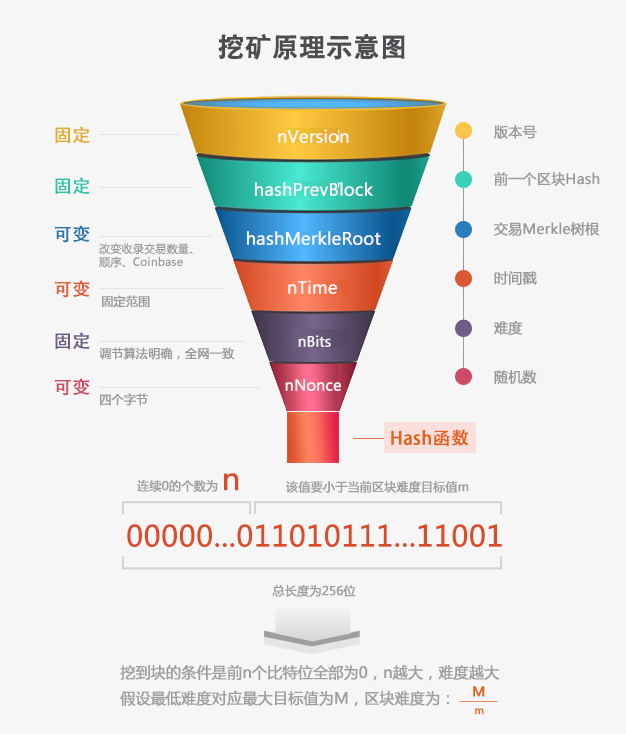 挖矿原理示意图
固定
nVersion
版本号
固定
hashPrevBlock
前一个区块Hash
可变
改变收录交易数量、
顺序、Coinbase
hashMerkleRoot
交易Merkle树根
可变
固定范围
nTime
时间戳
固定
调节算法明确，全网一致
nBits
难度
可变
四个字节
nNonce
随机数
Hash函数
连续0的个数为 n
该值要小于当前区块难度目标值m
00000...011010111...11001
总长度为256位
挖到块的条件是前n个比特位全部为0，n越大，难度越大
假设最低难度对应最大目标值为M，区块难度为：
M
m